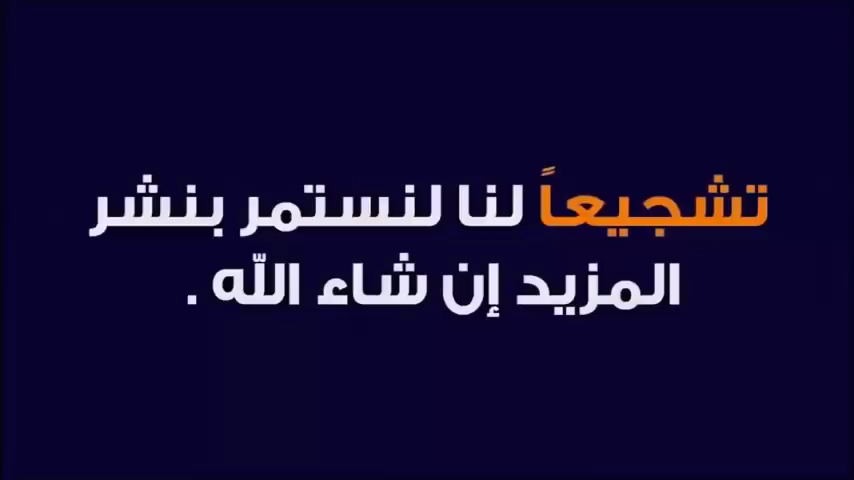 تشجيعاً لنا لنستمر بنشر
المزيد إن شاء الله .